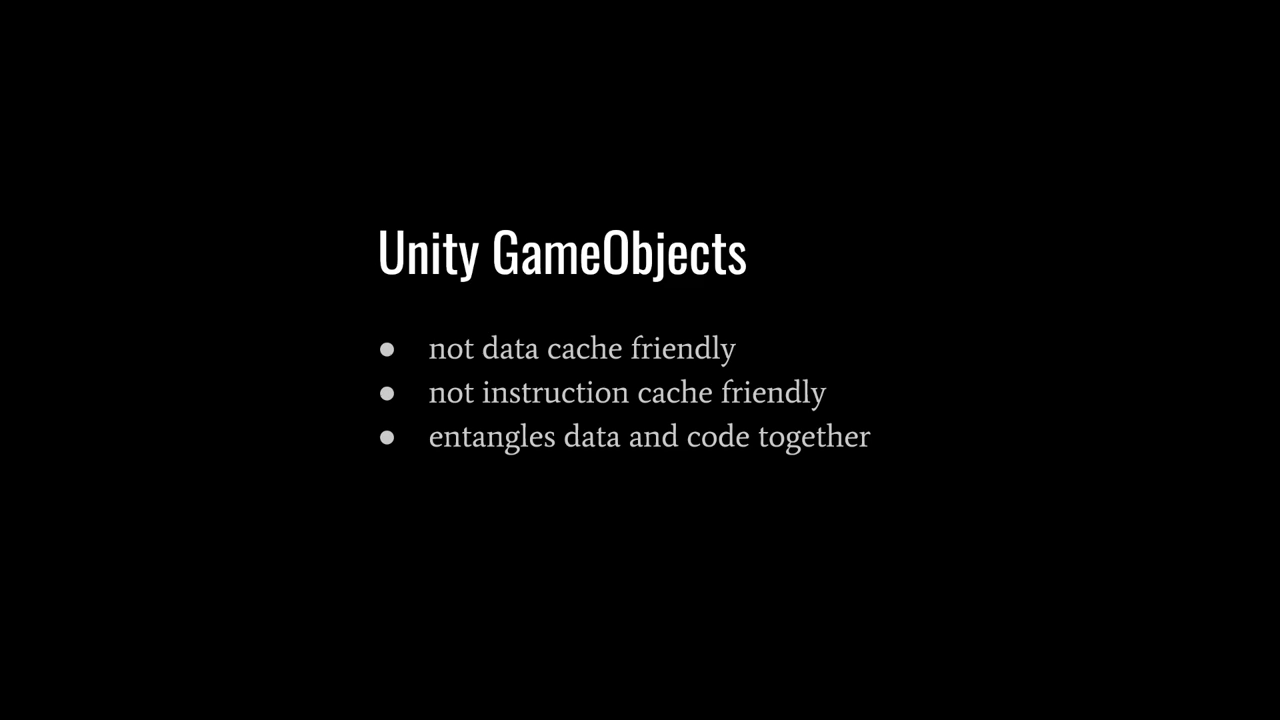 Unity GameObjects
● not data cache friendly
● not instruction cache friendly
● entangles data and code together